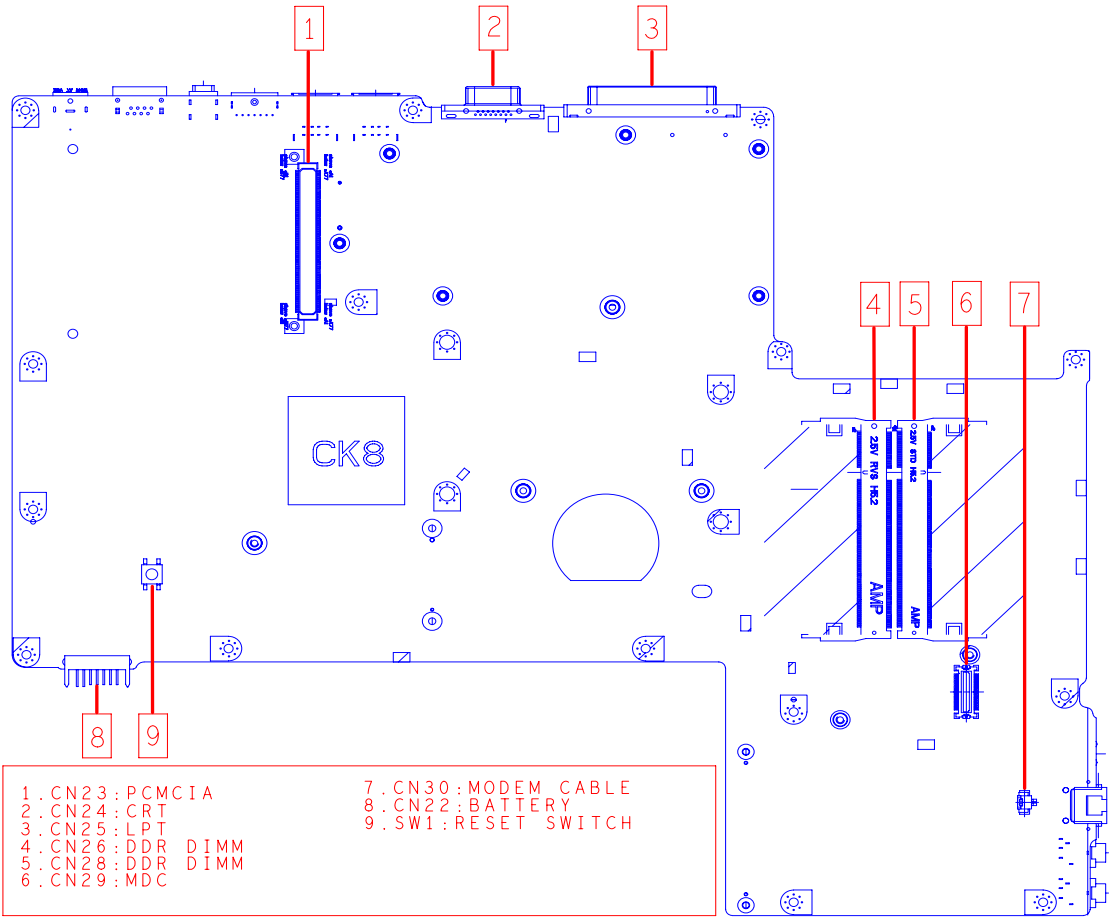 1
2
3
4
5
6
7
CK8
2.5V RVS H5.2
2.5V STD H5.2
AMP
AMP
8
9
1.CN23:PCMCIA
2.CN24:CRT
3.CN25:LPT
4.CN26:DDR DIMM
5.CN28:DDR DIMM
6.CN29:MDC
7.CN30:MODEM CABLE
8.CN22:BATTERY
9.SW1:RESET SWITCH